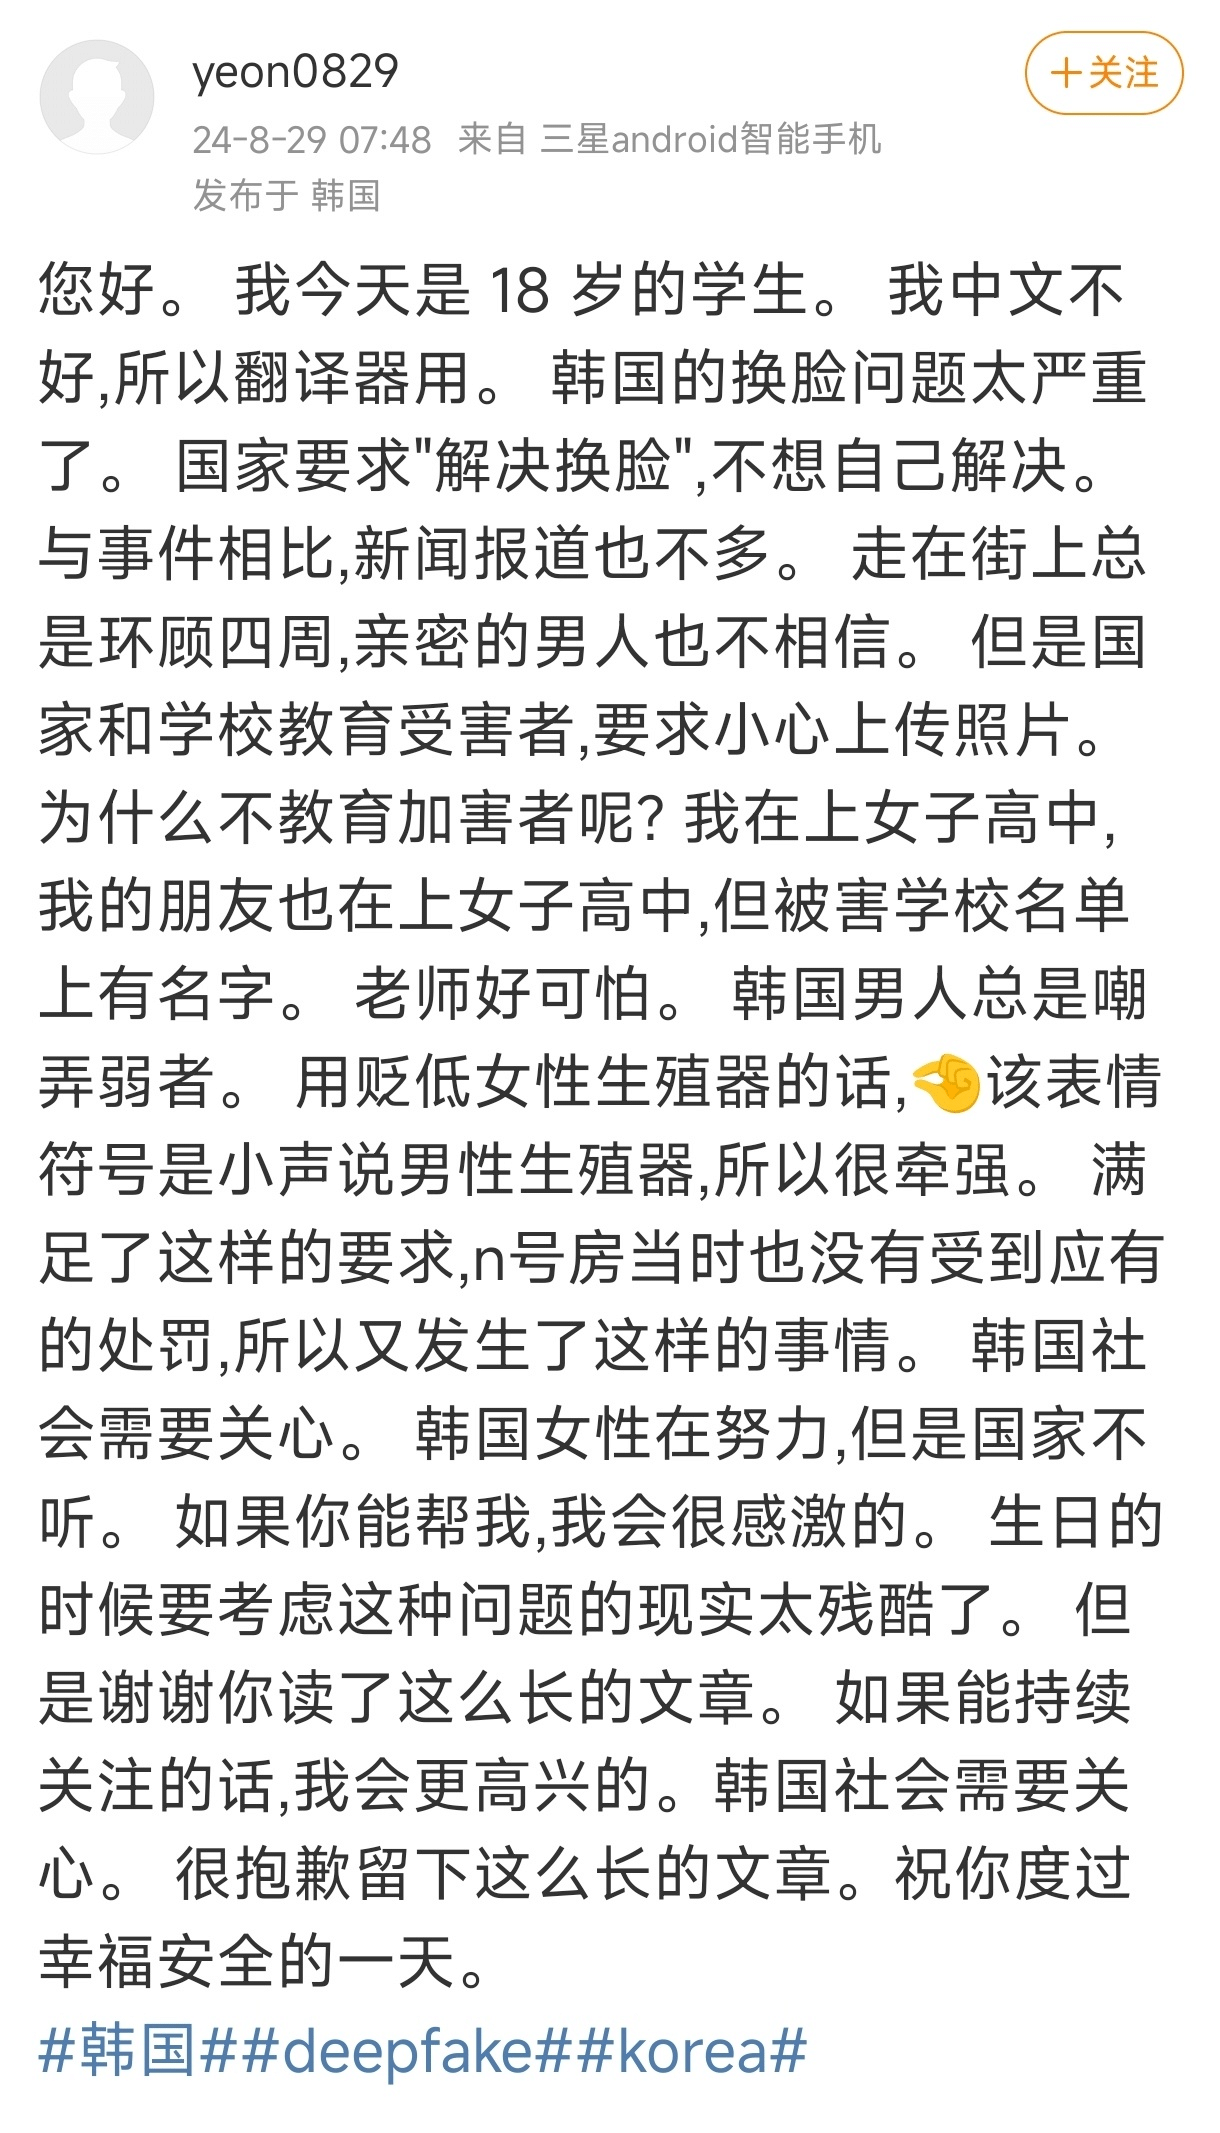 yeon0829
+关注
24-8-29 07:48 来自 三星android智能手机
发布于 韩国
您好。 我今天是 18 岁的学生。 我中文不
好,所以翻译器用。 韩国的换脸问题太严重
了。 国家要求"解决换脸",不想自己解决。
与事件相比,新闻报道也不多。 走在街上总
是环顾四周,亲密的男人也不相信。 但是国
家和学校教育受害者,要求小心上传照片。
为什么不教育加害者呢? 我在上女子高中,
我的朋友也在上女子高中,但被害学校名单
上有名字。 老师好可怕。 韩国男人总是嘲
弄弱者。 用贬低女性生殖器的话,🤏该表情
符号是小声说男性生殖器,所以很牵强。 满
足了这样的要求,n号房当时也没有受到应有
的处罚,所以又发生了这样的事情。 韩国社
会需要关心。 韩国女性在努力,但是国家不
听。 如果你能帮我,我会很感激的。 生日的
时候要考虑这种问题的现实太残酷了。 但
是谢谢你读了这么长的文章。 如果能持续
关注的话,我会更高兴的。韩国社会需要关
心。 很抱歉留下这么长的文章。祝你度过
幸福安全的一天。
#韩国##deepfake##korea#